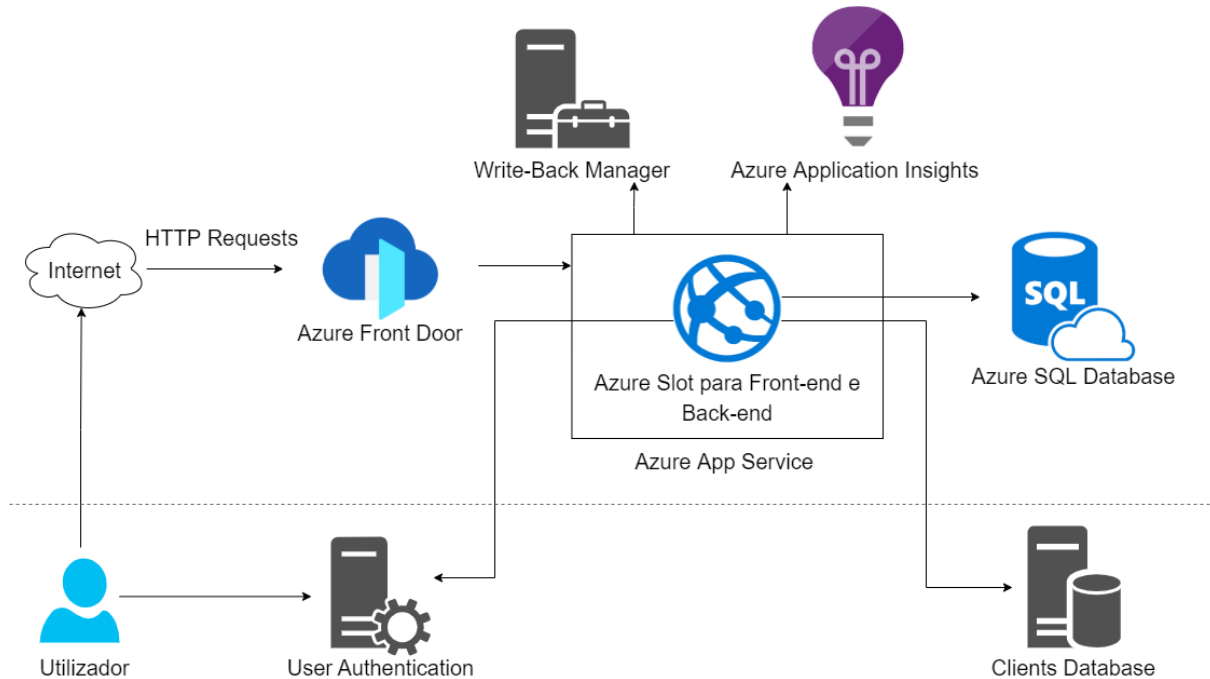 Write-Back Manager
Azure Application Insights
HTTP Requests
Internet
Azure Front Door
SQL
Azure Slot para Front-end e
Back-end
Azure SQL Database
Azure App Service
Utilizador
User Authentication
Clients Database